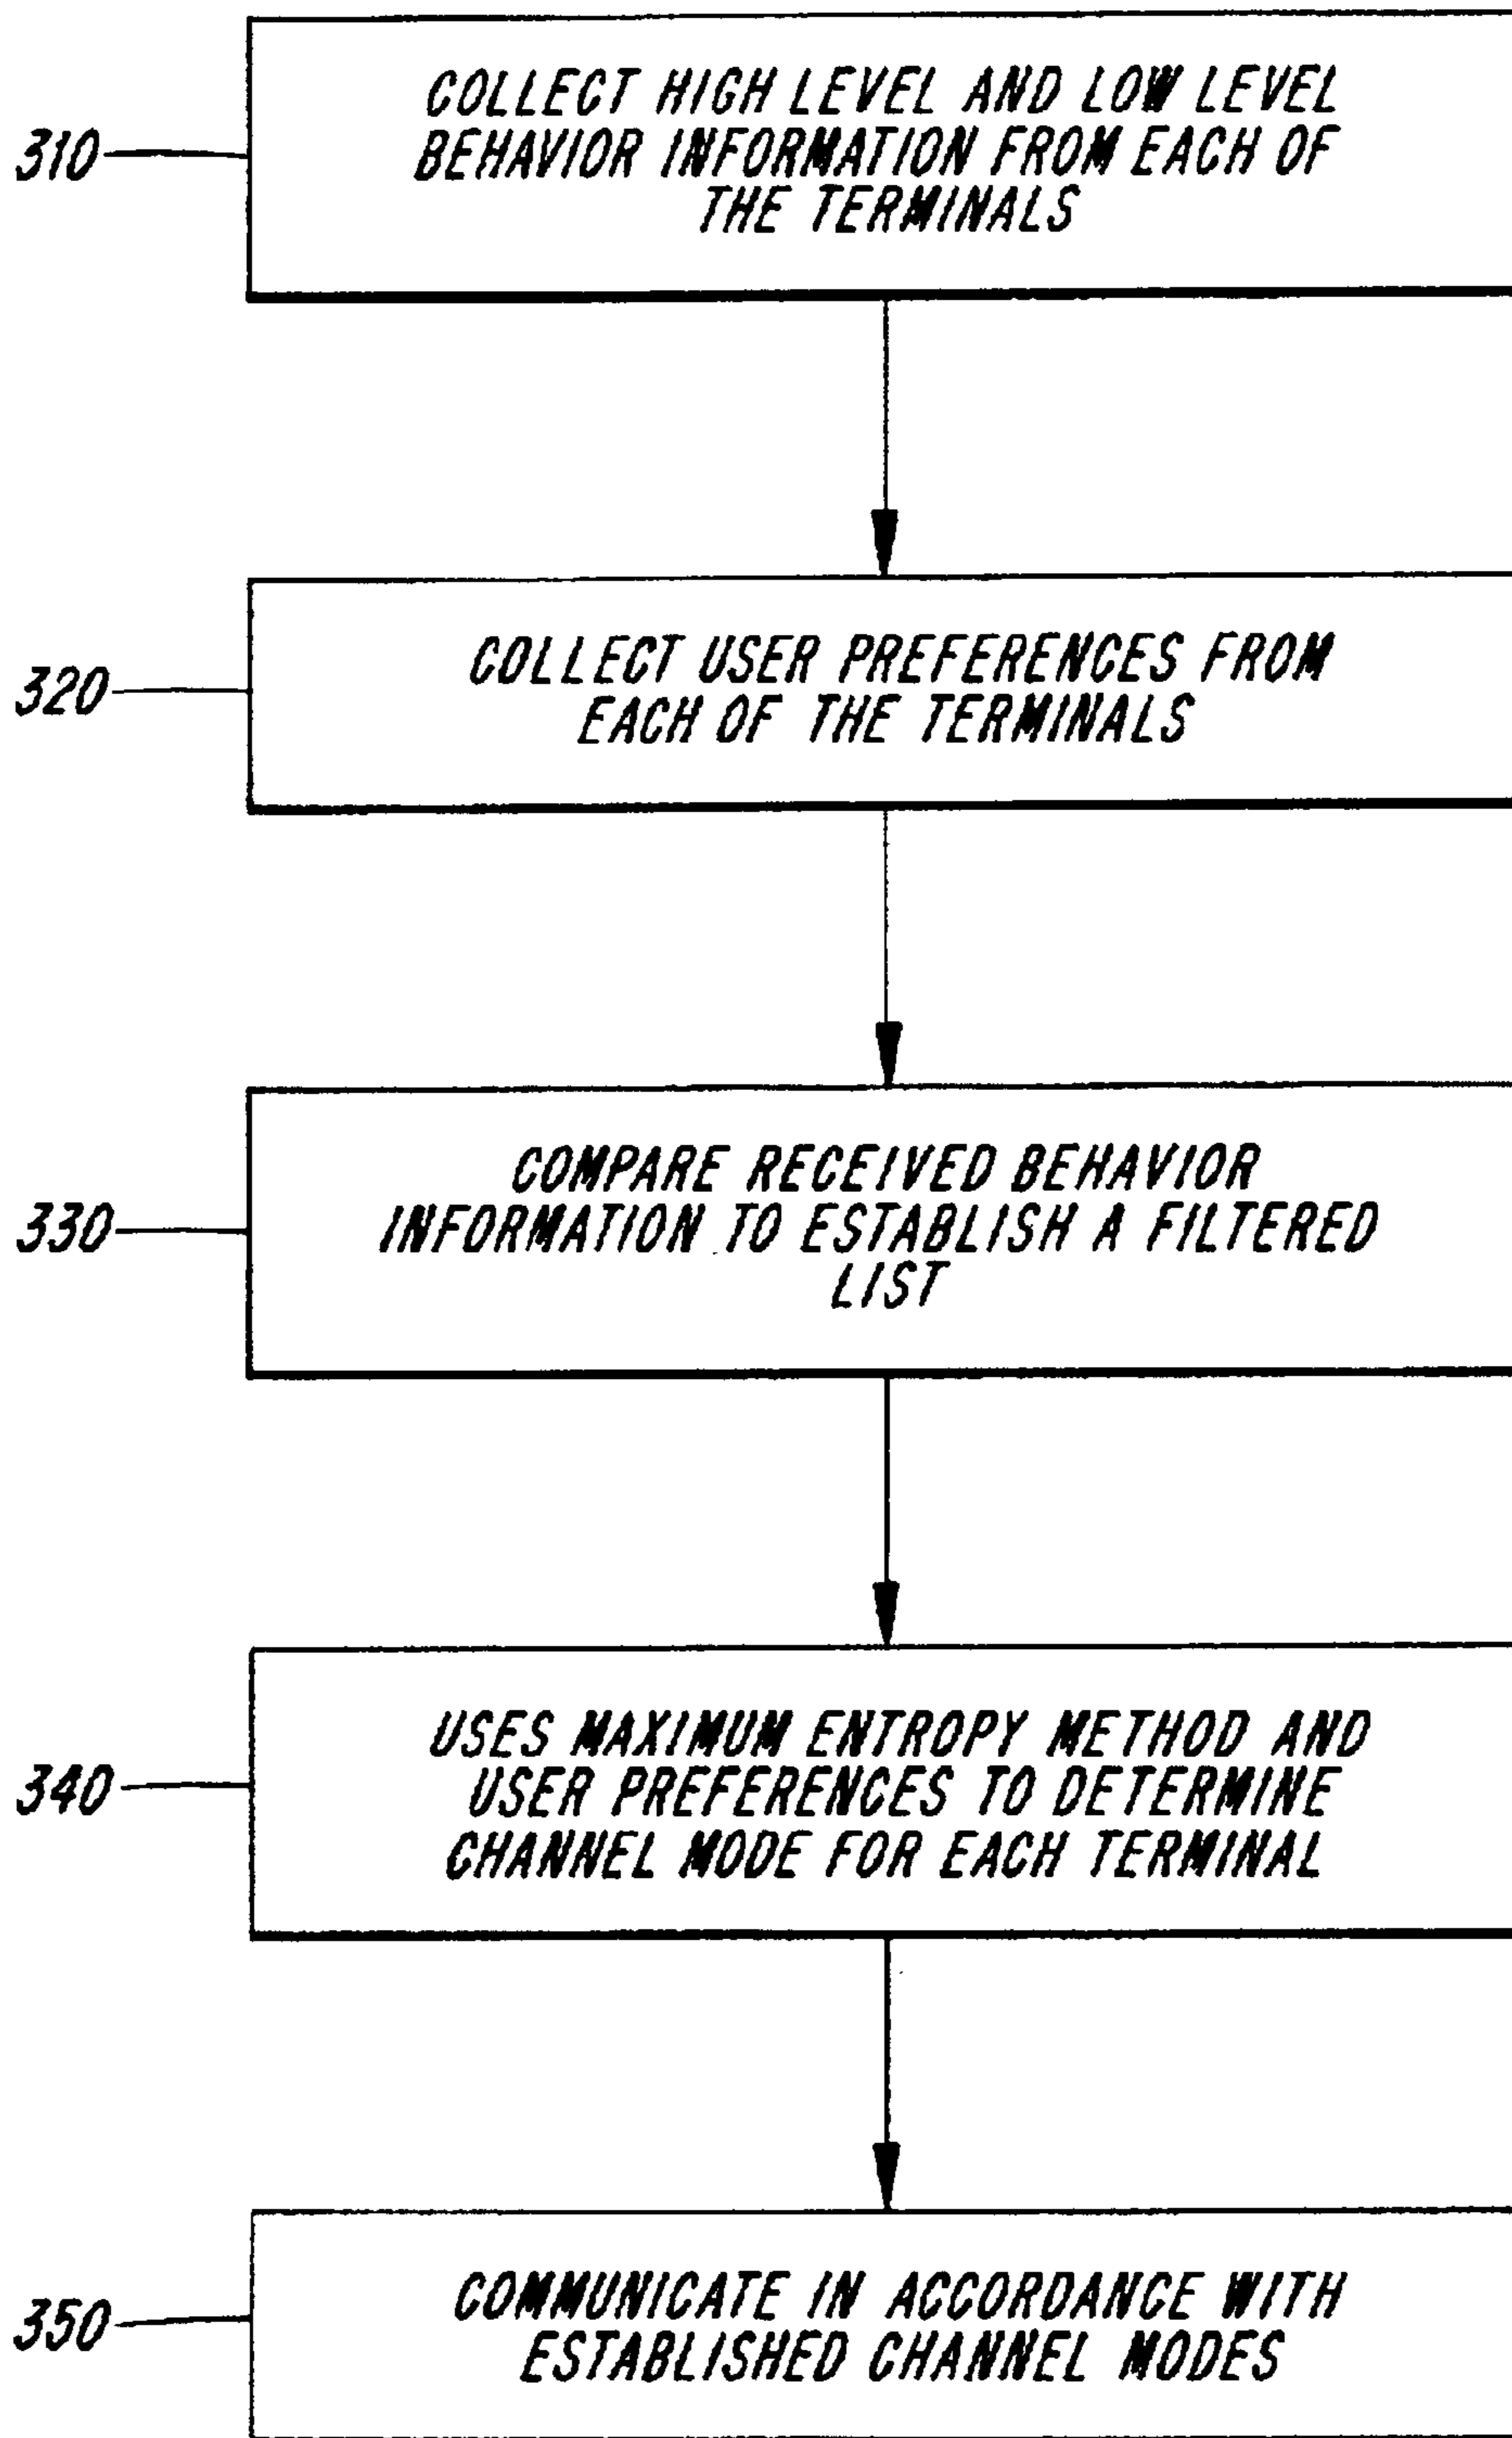 310
COLLECT HIGH LEVEL AND LOW LEVEL
BEHAVIOR INFORMATION FROM EACH OF
THE TERMINALS
320
COLLECT USER PREFERENCES FROM
EACH OF THE TERMINALS
330
COMPARE RECEIVED BEHAVIOR
INFORMATION TO ESTABLISH A FILTERED
LIST
340
USES MAXIMUM ENTROPY METHOD AND
USER PREFERENCES TO DETERMINE
CHANNEL MODE FOR EACH TERMINAL
350
COMMUNICATE IN ACCORDANCE WITH
ESTABLISHED CHANNEL MODES